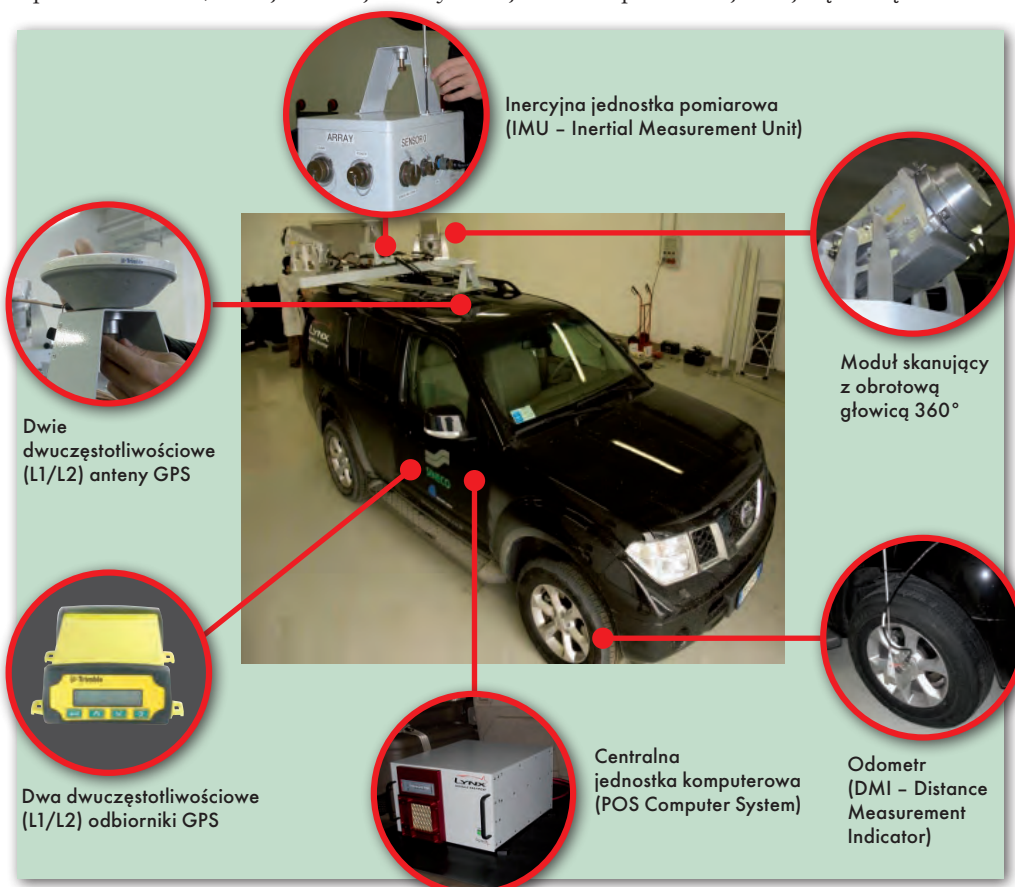 Inercyjna jednostka pomiarowa
(IMU – Inertial Measurement Unit)
ARRAY
SENSOR
Trimble
Dwie
dwuczęstotliwościowe
(L1/L2) anteny GPS
LYNX
SWECO
Moduł skanujący
z obrotową
głowicą 360°
Trimble
Dwa dwuczęstotliwościowe
(L1/L2) odbiorniki GPS
LYNX
Centralna
jednostka komputerowa
(POS Computer System)
Odometr
(DMI – Distance
Measurement
Indicator)